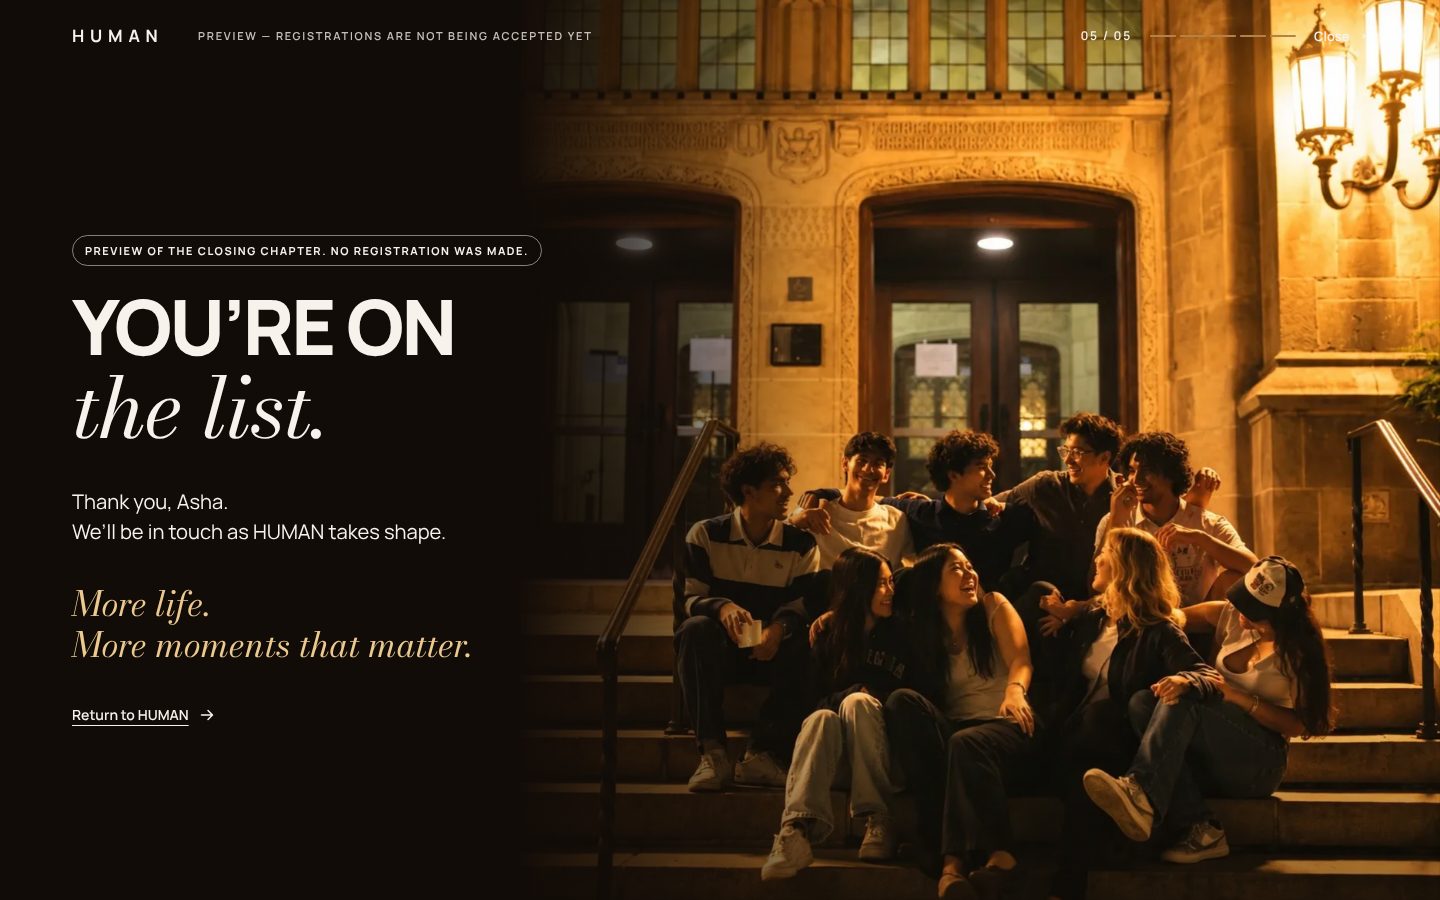 HUMAN
PREVIEW — REGISTRATIONS ARE NOT BEING ACCEPTED YET
05 / 05
Close
PREVIEW OF THE CLOSING CHAPTER. NO REGISTRATION WAS MADE.
YOU’RE ON
the list.
Thank you, Asha.
We’ll be in touch as HUMAN takes shape.
More life.
More moments that matter.
Return to HUMAN →